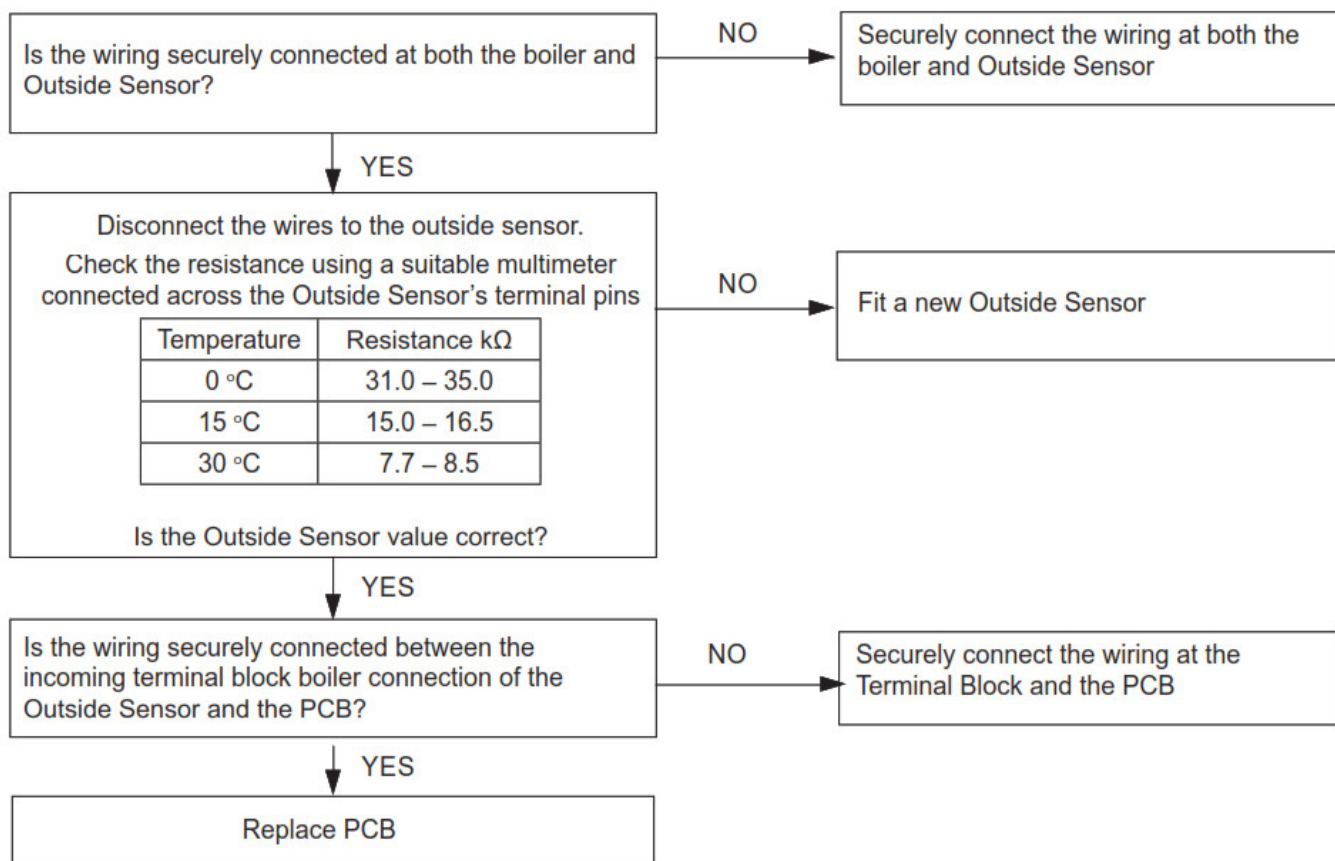 Is the wiring securely connected at both the boiler and
Outside Sensor?
NO
Securely connect the wiring at both the
boiler and Outside Sensor
YES
Disconnect the wires to the outside sensor.
Check the resistance using a suitable multimeter
connected across the Outside Sensor's terminal pins
Temperature Resistance kΩ
0 °C 31.0 – 35.0
15 °C 15.0 – 16.5
30 °C 7.7 – 8.5
Is the Outside Sensor value correct?
NO
Fit a new Outside Sensor
YES
Is the wiring securely connected between the
incoming terminal block boiler connection of the
Outside Sensor and the PCB?
NO
Securely connect the wiring at the
Terminal Block and the PCB
YES
Replace PCB